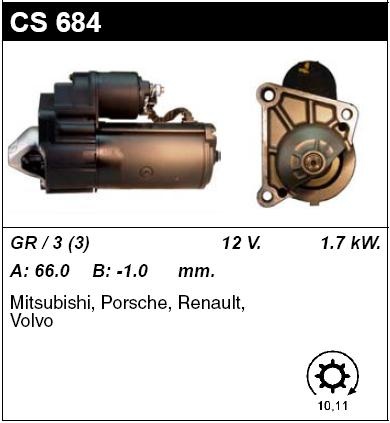 CS 684
GR / 3 (3) 12 V. 1.7 kW.
A: 66.0 B: -1.0 mm.
Mitsubishi, Porsche, Renault,
Volvo
10,11